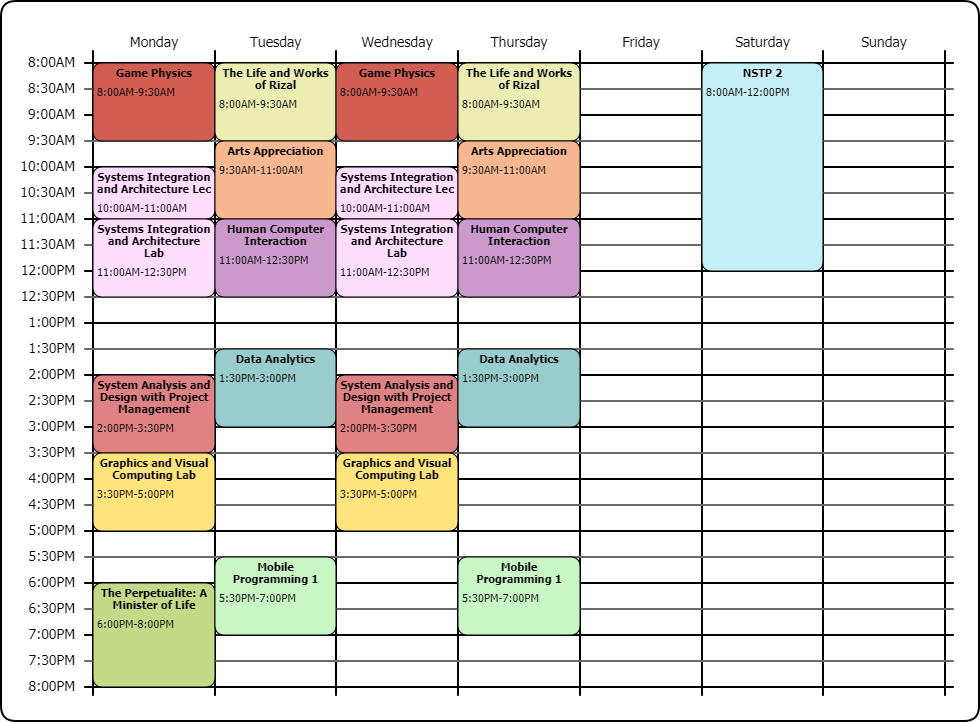 Monday Tuesday Wednesday Thursday Friday Saturday Sunday
8:00AM
8:30AM
9:00AM
9:30AM
10:00AM
10:30AM
11:00AM
11:30AM
12:00PM
12:30PM
1:00PM
1:30PM
2:00PM
2:30PM
3:00PM
3:30PM
4:00PM
4:30PM
5:00PM
5:30PM
6:00PM
6:30PM
7:00PM
7:30PM
8:00PM
Game Physics
8:00AM-9:30AM
Systems Integration
and Architecture Lec
10:00AM-11:00AM
Systems Integration
and Architecture
Lab
11:00AM-12:30PM
System Analysis and
Design with Project
Management
2:00PM-3:30PM
Graphics and Visual
Computing Lab
3:30PM-5:00PM
The Perpetualite: A
Minister of Life
6:00PM-8:00PM
The Life and Works
of Rizal
8:00AM-9:30AM
Arts Appreciation
9:30AM-11:00AM
Human Computer
Interaction
11:00AM-12:30PM
Data Analytics
1:30PM-3:00PM
Mobile
Programming 1
5:30PM-7:00PM
Game Physics
8:00AM-9:30AM
Systems Integration
and Architecture Lec
10:00AM-11:00AM
Systems Integration
and Architecture
Lab
11:00AM-12:30PM
System Analysis and
Design with Project
Management
2:00PM-3:30PM
Graphics and Visual
Computing Lab
3:30PM-5:00PM
The Life and Works
of Rizal
8:00AM-9:30AM
Arts Appreciation
9:30AM-11:00AM
Human Computer
Interaction
11:00AM-12:30PM
Data Analytics
1:30PM-3:00PM
Mobile
Programming 1
5:30PM-7:00PM
NSTP 2
8:00AM-12:00PM